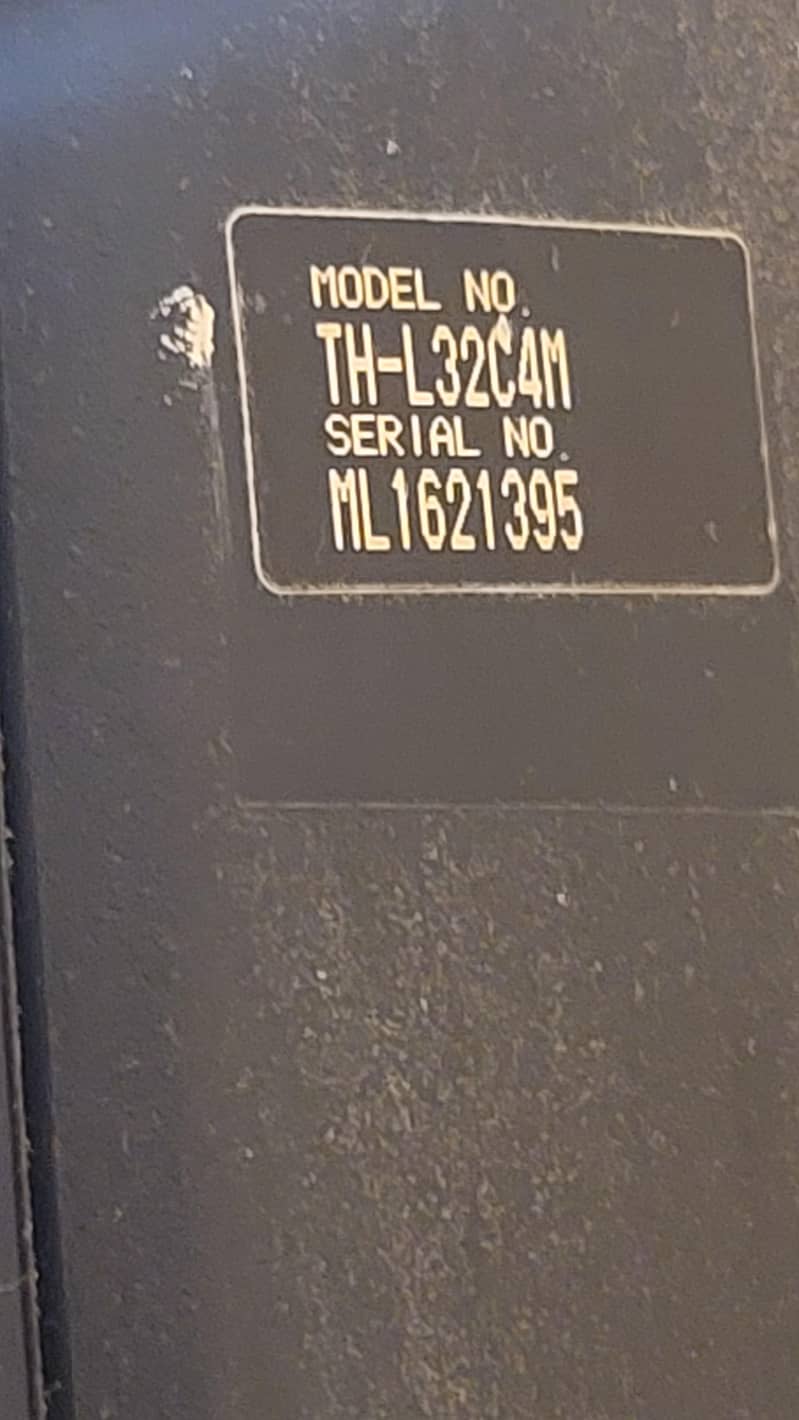 MODEL NO.
TH-L32C4M
SERIAL NO.
ML1621395